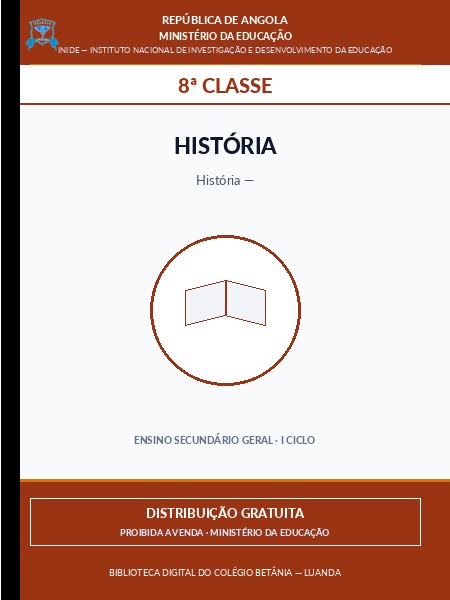 REPÚBLICA DE ANGOLA
MINISTÉRIO DA EDUCAÇÃO
INIDE — INSTITUTO NACIONAL DE INVESTIGAÇÃO E DESENVOLVIMENTO DA EDUCAÇÃO
8ª CLASSE
HISTÓRIA
História —
ENSINO SECUNDÁRIO GERAL · I CICLO
DISTRIBUIÇÃO GRATUITA
PROIBIDA A VENDA · MINISTÉRIO DA EDUCAÇÃO
BIBLIOTECA DIGITAL DO COLÉGIO BETÂNIA — LUANDA